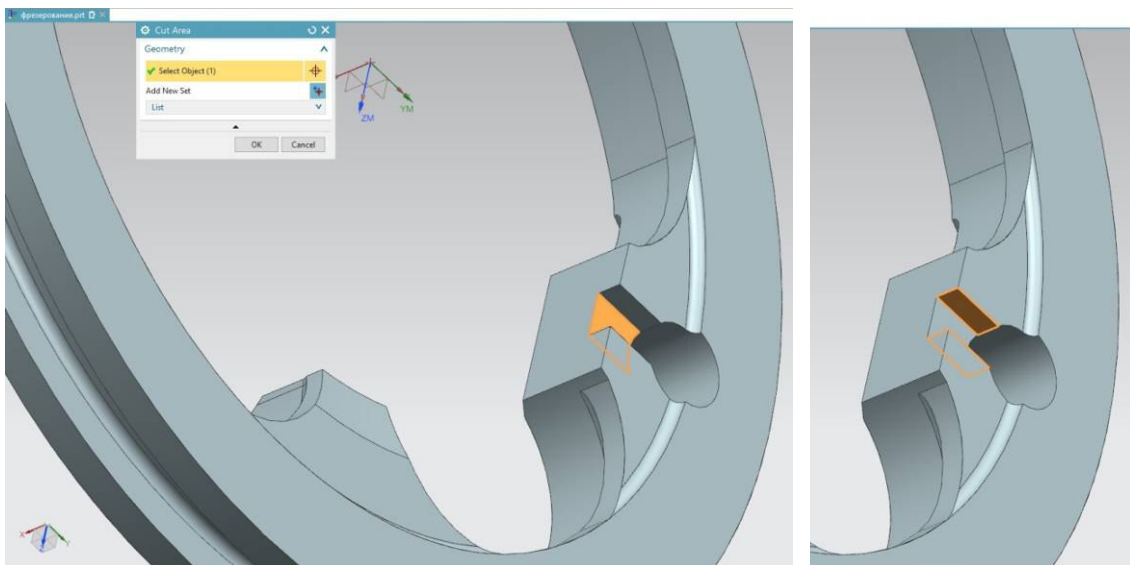 фрезерование.prt
Cut Area
Geometry
Select Object (1)
Add New Set
List
OK Cancel
YM
ZM
X
Y